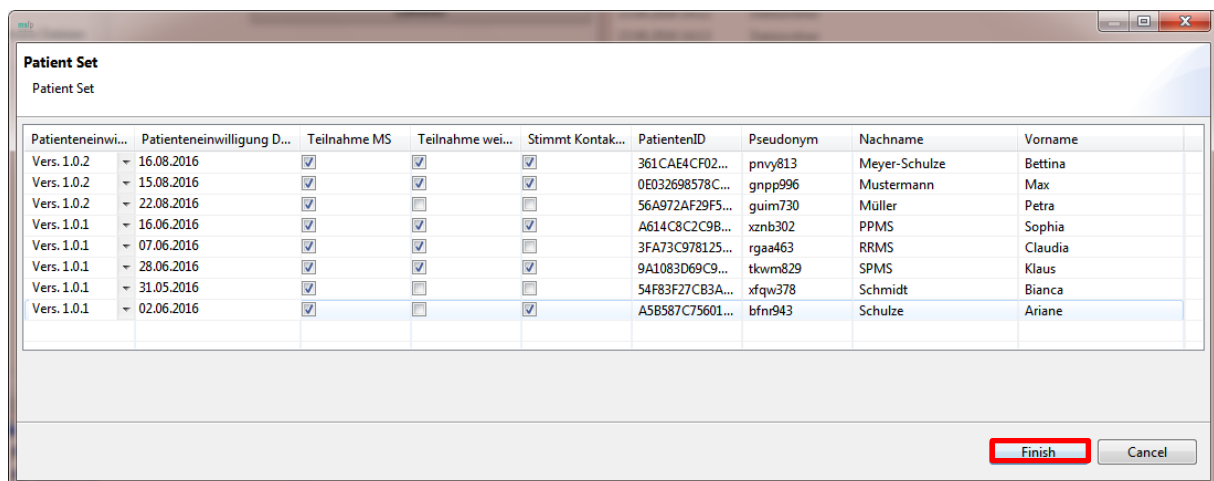 msfp
Patient Set
Patient Set
Patienteneinwi... Patienteneinwilligung D... Teilnahme MS Teilnahme wei... Stimmt Kontak... PatientenID Pseudonym Nachname Vorname
Vers. 1.0.2 16.08.2016 361CAE4CF02... pnvy813 Meyer-Schulze Bettina
Vers. 1.0.2 15.08.2016 0E032698578C... gnpp996 Mustermann Max
Vers. 1.0.2 22.08.2016 56A972AF29F5... guim730 Müller Petra
Vers. 1.0.1 16.06.2016 A614C8C2C9B... xznb302 PPMS Sophia
Vers. 1.0.1 07.06.2016 3FA73C978125... rgaa463 RRMS Claudia
Vers. 1.0.1 28.06.2016 9A1083D69C9... tkwm829 SPMS Klaus
Vers. 1.0.1 31.05.2016 54F83F27CB3A... xfqw378 Schmidt Bianca
Vers. 1.0.1 02.06.2016 A5B587C75601... bfnr943 Schulze Ariane
Finish Cancel